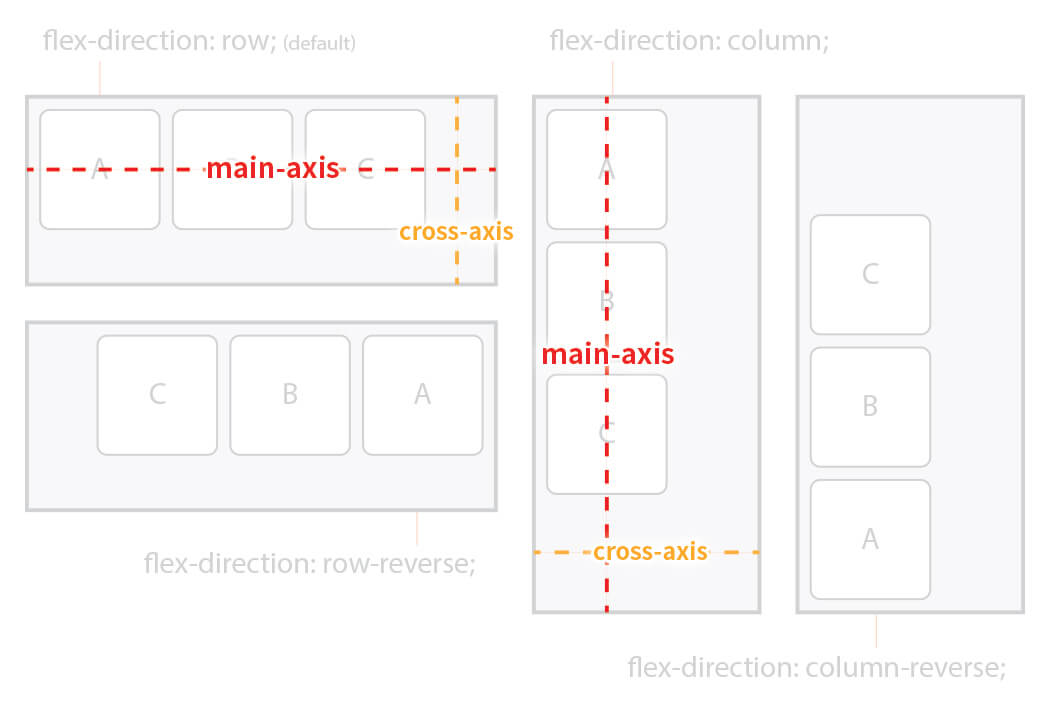 flex-direction: row; (default)
flex-direction: column;
A main-axis C
cross-axis
C B A
flex-direction: row-reverse;
A
B
main-axis
C
cross-axis
C
B
A
flex-direction: column-reverse;